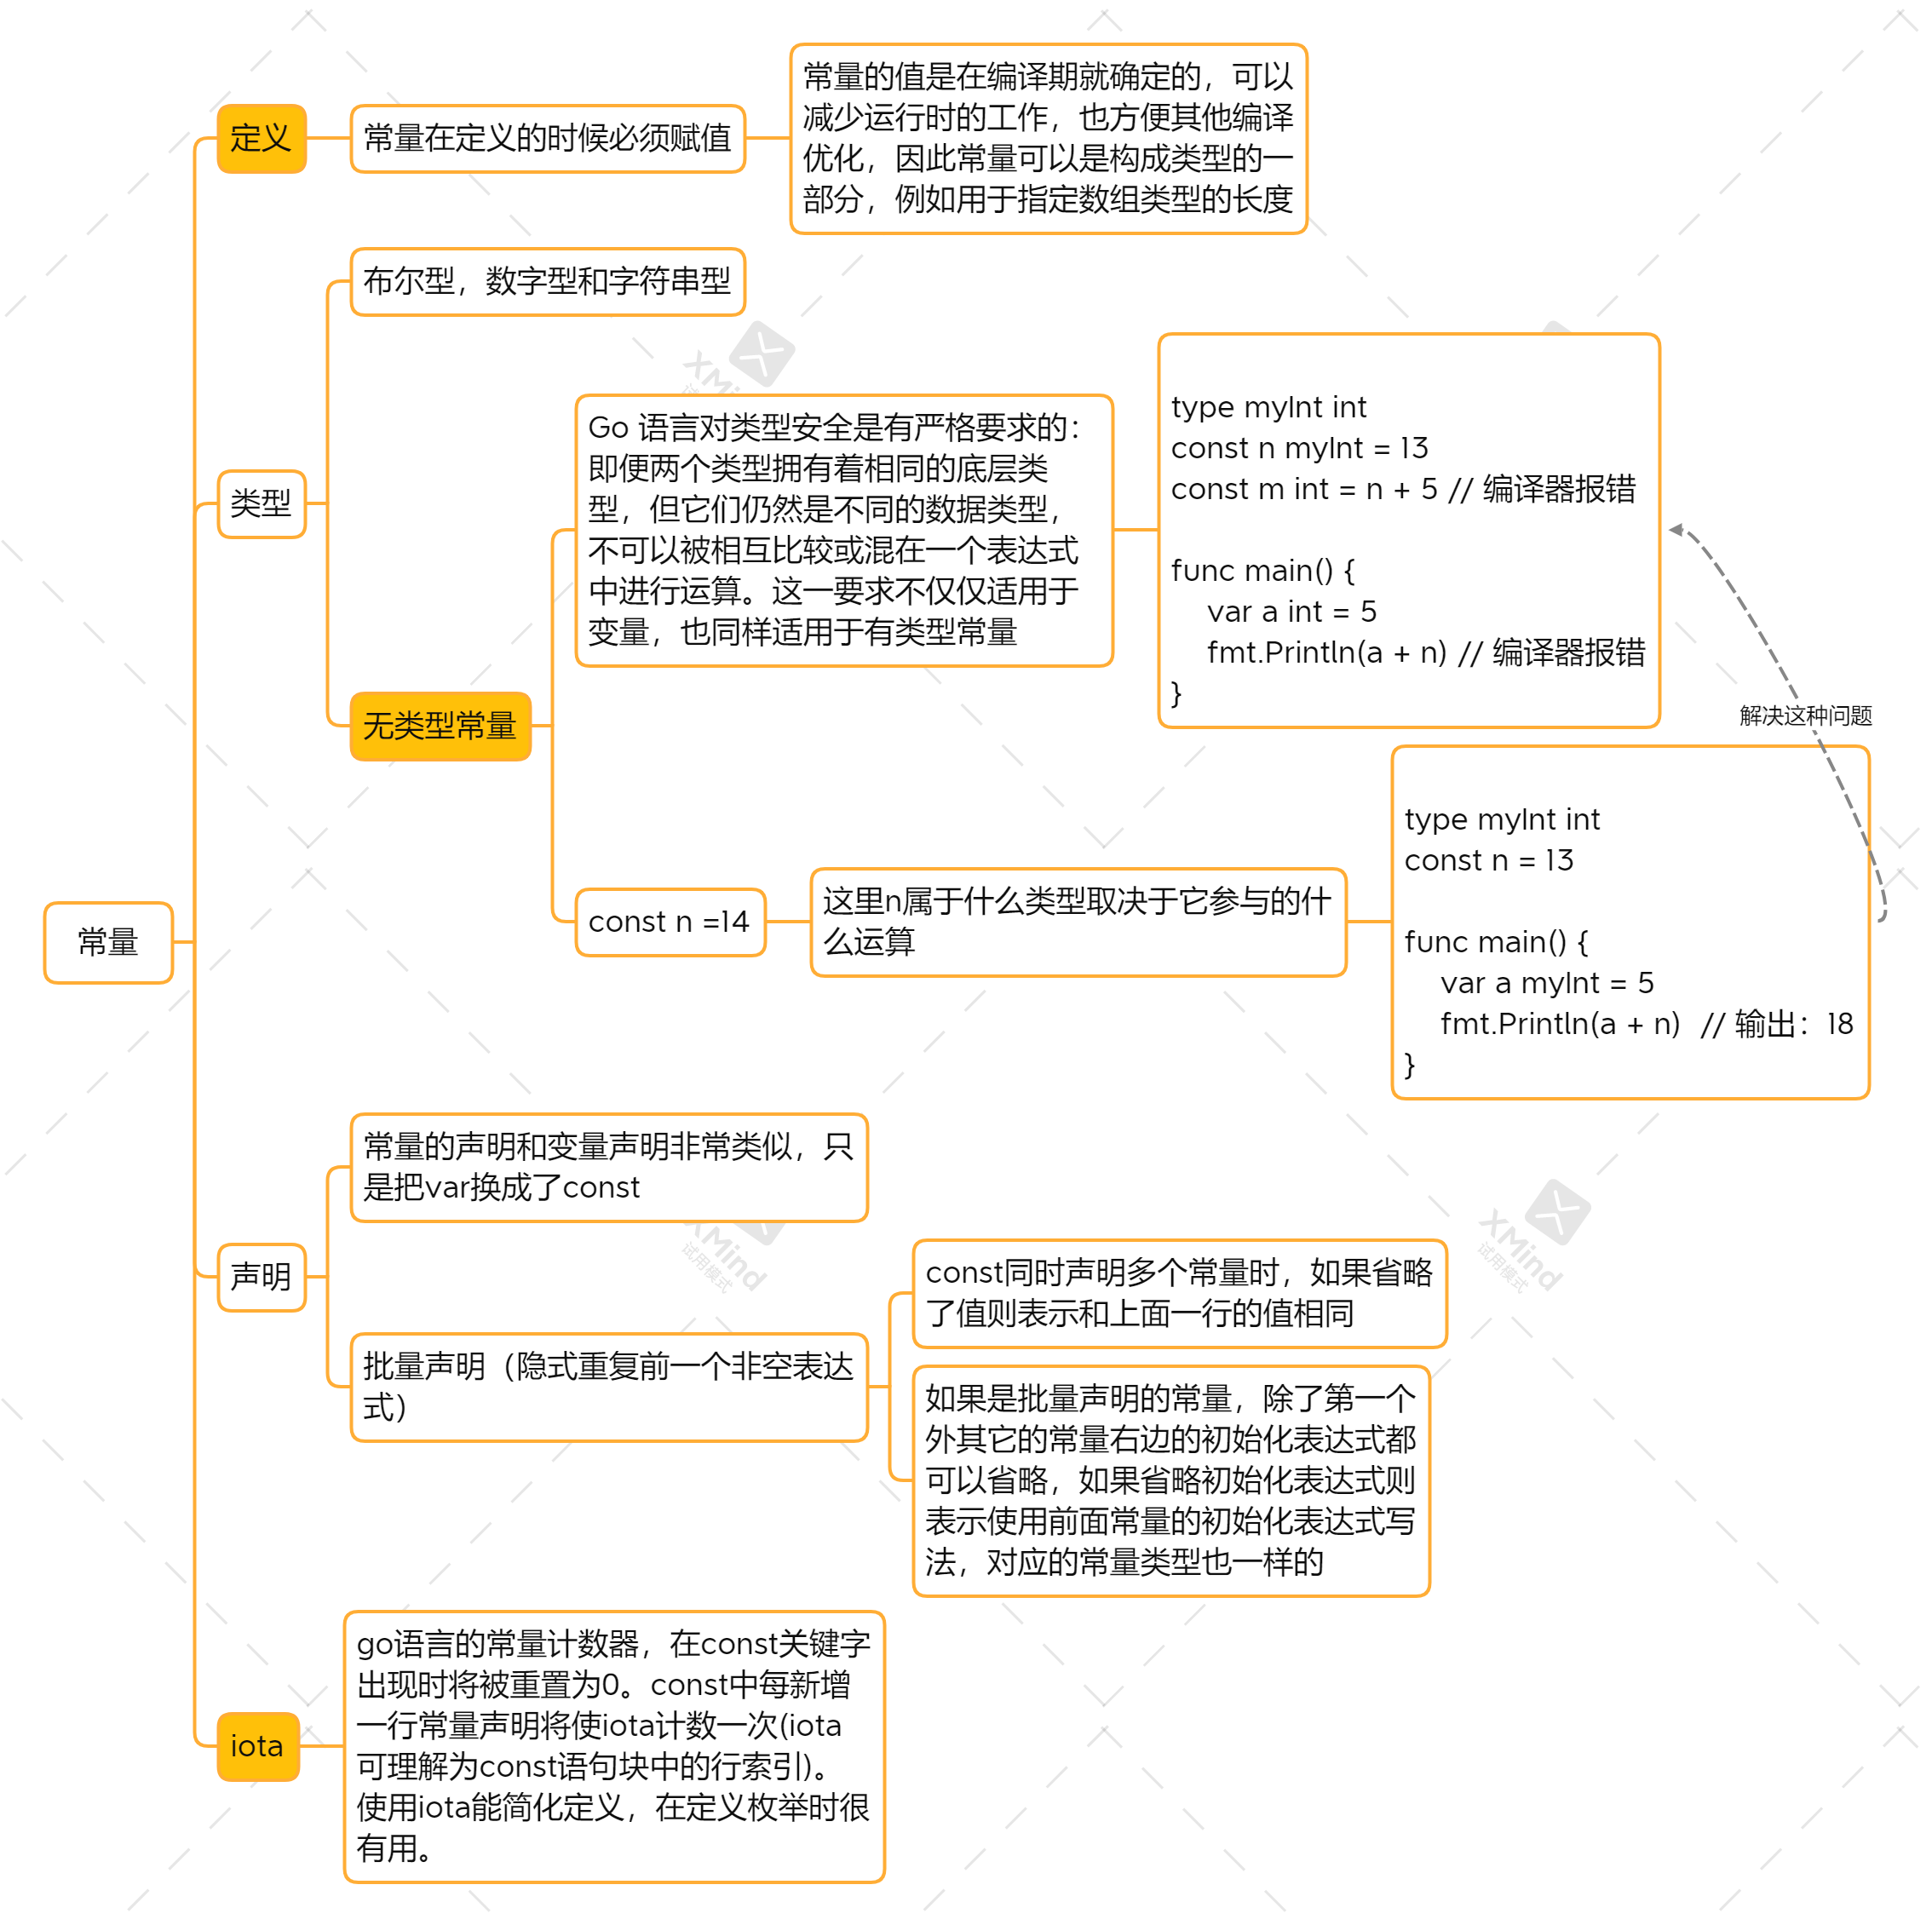 常量
定义
常量在定义的时候必须赋值
常量的值是在编译期就确定的，可以
减少运行时的工作，也方便其他编译
优化，因此常量可以是构成类型的一
部分，例如用于指定数组类型的长度
类型
布尔型，数字型和字符串型
无类型常量
Go 语言对类型安全是有严格要求的：
即便两个类型拥有着相同的底层类
型，但它们仍然是不同的数据类型，
不可以被相互比较或混在一个表达式
中进行运算。这一要求不仅仅适用于
变量，也同样适用于有类型常量
type myInt int
const n myInt = 13
const m int = n + 5 // 编译器报错
func main() {
var a int = 5
fmt.Println(a + n) // 编译器报错
}
解决这种问题
const n =14
这里n属于什么类型取决于它参与的什
么运算
type myInt int
const n = 13
func main() {
var a myInt = 5
fmt.Println(a + n)  // 输出：18
}
声明
常量的声明和变量声明非常类似，只
是把var换成了const
批量声明（隐式重复前一个非空表达
式）
const同时声明多个常量时，如果省略
了值则表示和上面一行的值相同
如果是批量声明的常量，除了第一个
外其它的常量右边的初始化表达式都
可以省略，如果省略初始化表达式则
表示使用前面常量的初始化表达式写
法，对应的常量类型也一样的
iota
go语言的常量计数器，在const关键字
出现时将被重置为0。const中每新增
一行常量声明将使iota计数一次(iota
可理解为const语句块中的行索引)。
使用iota能简化定义，在定义枚举时很
有用。
XMind
试用模式
XMind
试用模式